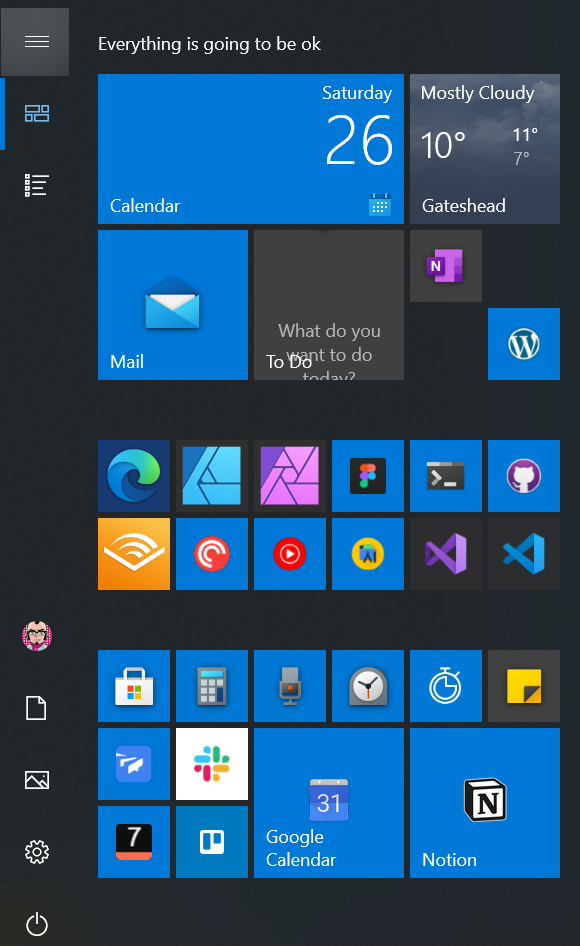 Everything is going to be ok
Saturday
26
Calendar
Mostly Cloudy
10°
11°
7°
Gateshead
Mail
What do you
want to do
today?
To Do
N
31
Google
Calendar
N
Notion
7